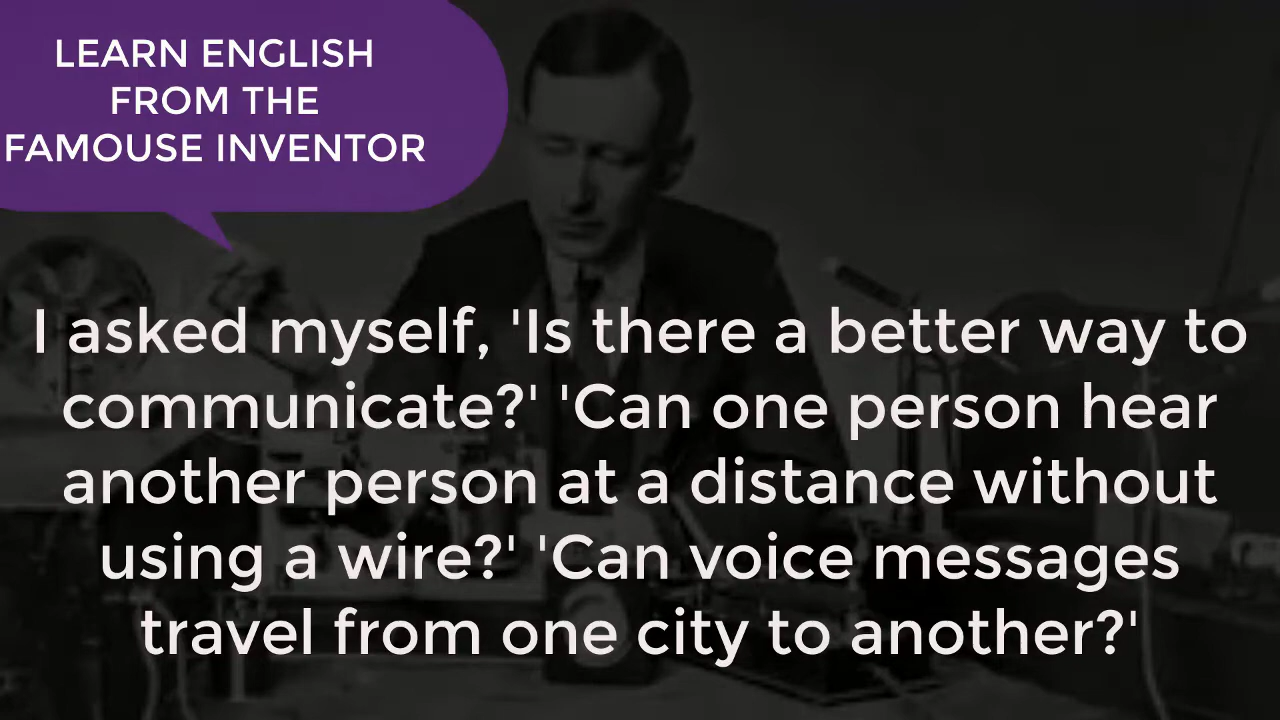 LEARN ENGLISH
FROM THE
FAMOUSE INVENTOR
I asked myself, 'Is there a better way to
communicate?' 'Can one person hear
another person at a distance without
using a wire?' 'Can voice messages
travel from one city to another?'